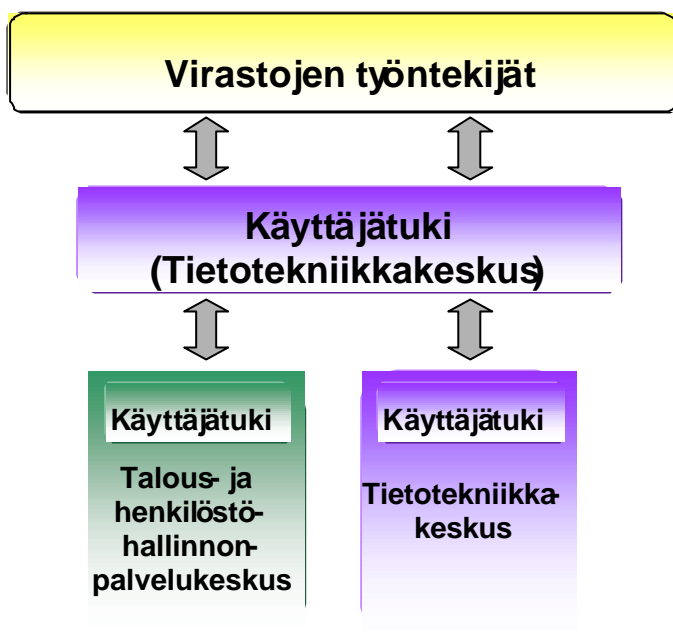 Virastojen työntekijät
Käyttäjätuki
(Tietotekniikkakeskus)
Käyttäjätuki
Talous- ja
henkilöstö-
hallinnon-
palvelukeskus
Käyttäjätuki
Tietotekniikka-
keskus